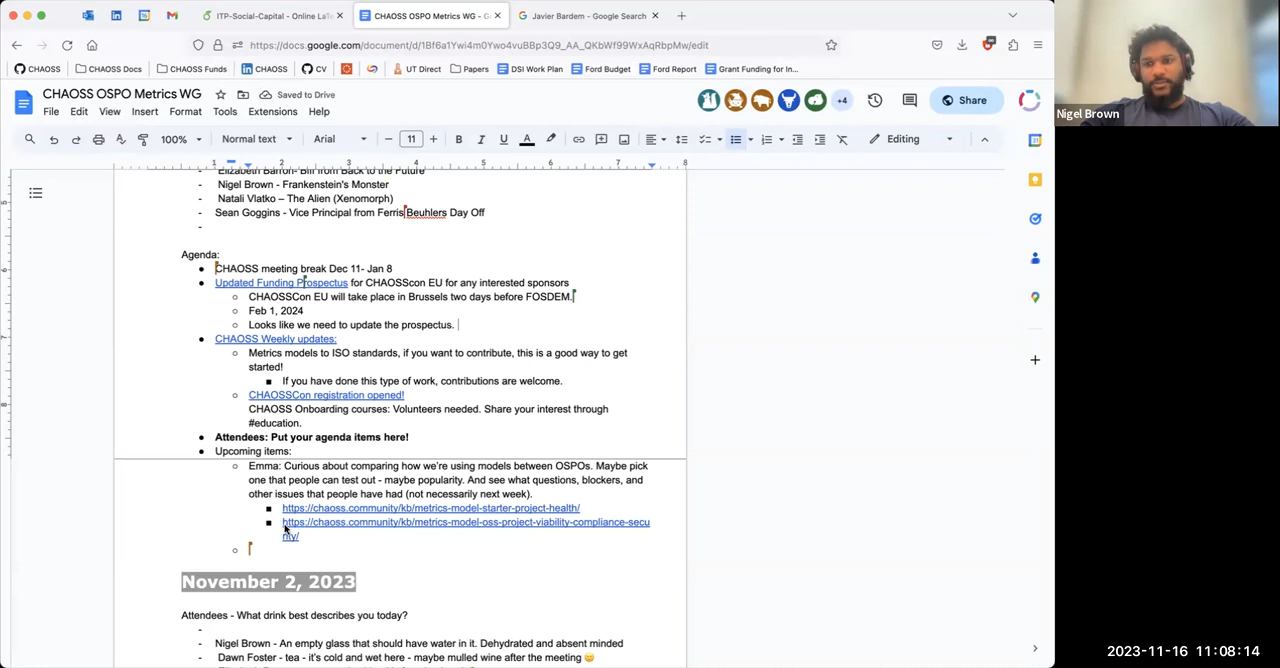 ITP-Social-Capital - Online LaTe
CHAOSS OSPO Metrics WG - G
Javier Bardem - Google Search
https://docs.google.com/document/d/1Bf6a1Ywi4m0Ywo4vuBBp3Q9_AA_QKbWf99WxAqRbpMw/edit
CHAOSS
CHAOSS Docs
CHAOSS Funds
CHAOSS
CV
UT Direct
Papers
DSI Work Plan
Ford Budget
Ford Report
Grant Funding for In...
CHAOSS OSPO Metrics WG
Saved to Drive
File Edit View Insert Format Tools Extensions Help
+4
Share
100%
Normal text
Arial
11
Editing
1 2 3 4 5 6 7 8
Elizabeth Barron- Biff from Back to the Future
- Nigel Brown - Frankenstein's Monster
- Natali Vlatko – The Alien (Xenomorph)
- Sean Goggins - Vice Principal from Ferris Beuhlers Day Off
-
Agenda:
● CHAOSS meeting break Dec 11- Jan 8
● Updated Funding Prospectus for CHAOSScon EU for any interested sponsors
○ CHAOSSCon EU will take place in Brussels two days before FOSDEM.
○ Feb 1, 2024
○ Looks like we need to update the prospectus.
● CHAOSS Weekly updates:
○ Metrics models to ISO standards, if you want to contribute, this is a good way to get
started!
■ If you have done this type of work, contributions are welcome.
○ CHAOSSCon registration opened!
CHAOSS Onboarding courses: Volunteers needed. Share your interest through
#education.
● Attendees: Put your agenda items here!
● Upcoming items:
○ Emma: Curious about comparing how we're using models between OSPOs. Maybe pick
one that people can test out - maybe popularity. And see what questions, blockers, and
other issues that people have had (not necessarily next week).
■ https://chaoss.community/kb/metrics-model-starter-project-health/
■ https://chaoss.community/kb/metrics-model-oss-project-viability-compliance-secu
rity/
○
November 2, 2023
Attendees - What drink best describes you today?
-
- Nigel Brown - An empty glass that should have water in it. Dehydrated and absent minded
- Dawn Foster - tea - it's cold and wet here - maybe mulled wine after the meeting 😊
Nigel Brown
2023-11-16 11:08:14